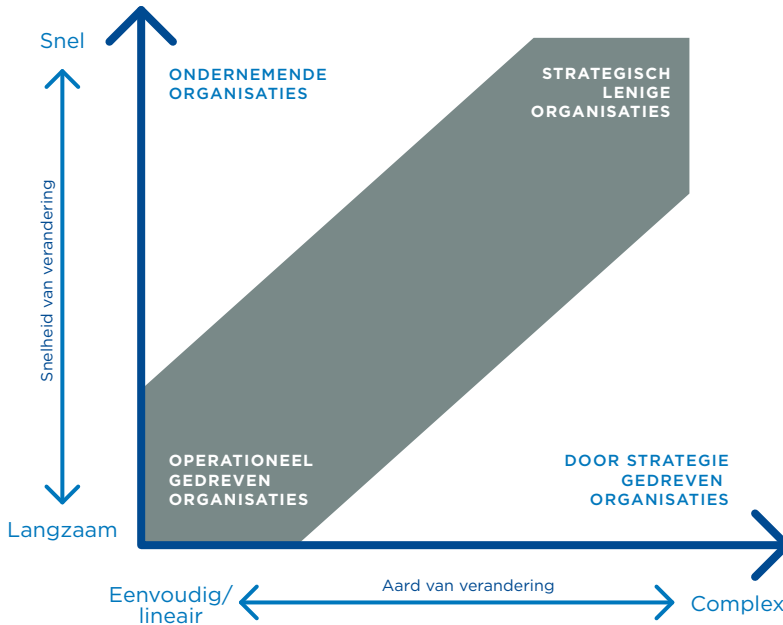 Snel
ONDERNEMENDE
ORGANISATIES
STRATEGISCH
LENIGE
ORGANISATIES
Snelheid van verandering
OPERATIONEEL
GEDREVEN
ORGANISATIES
DOOR STRATEGIE
GEDREVEN
ORGANISATIES
Langzaam
Eenvoudig/
lineair
Aard van verandering
Complex